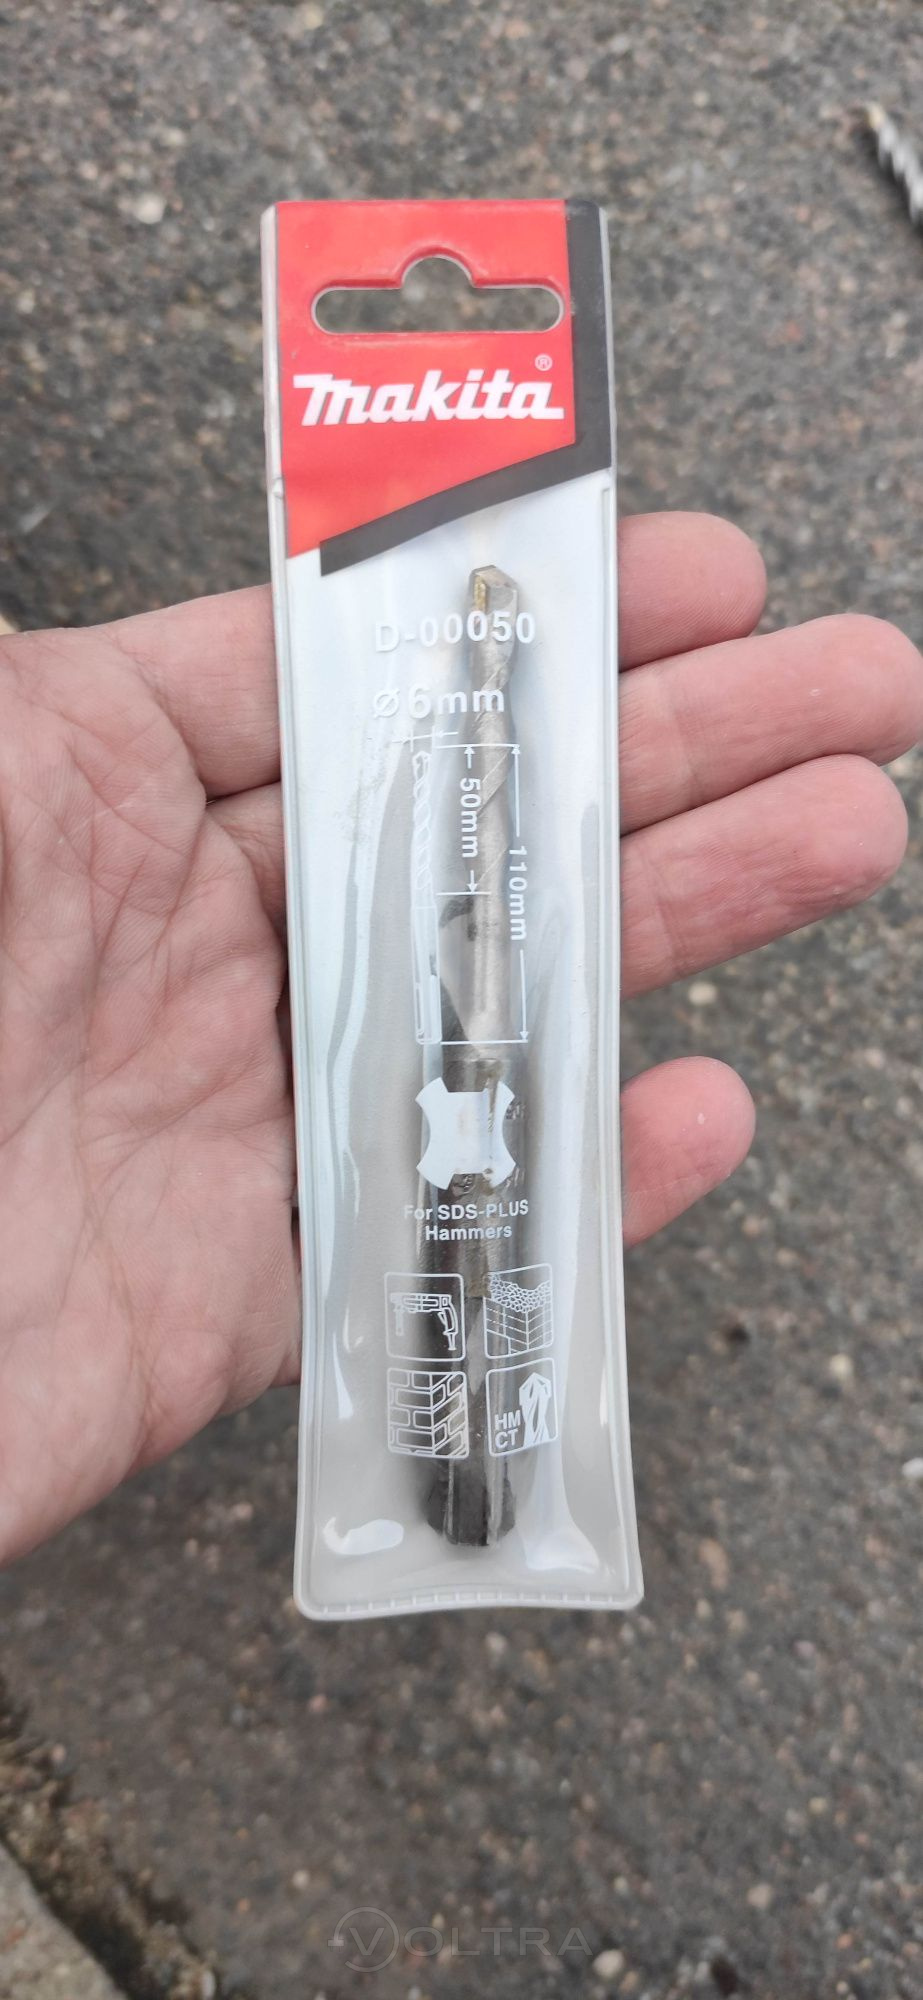 makita®
D-00050
Ø6mm
50mm
110mm
For SDS-PLUS
Hammers
HM
CT
VOLTRA